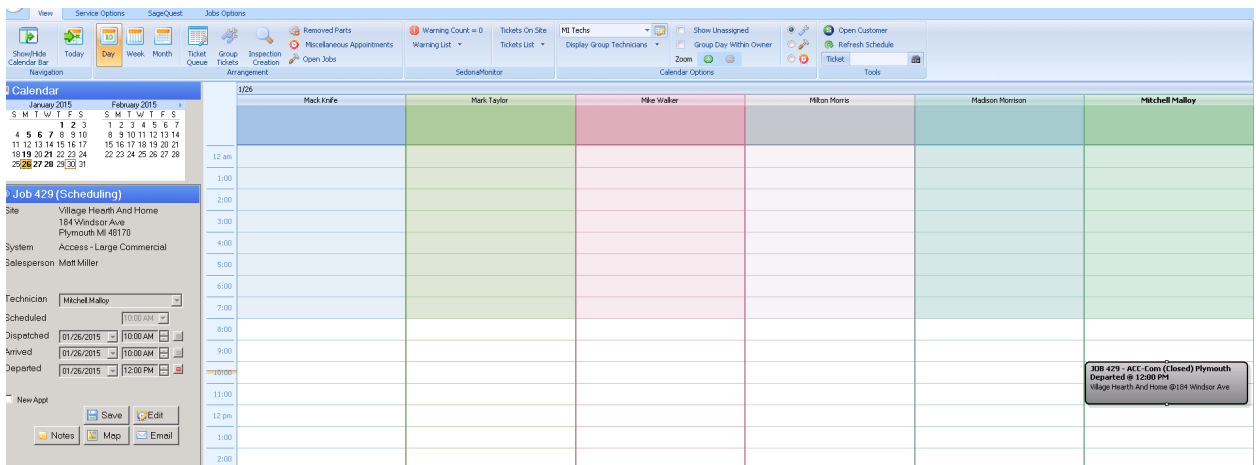 View Service Options SageQuest Jobs Options
Show/Hide Calendar Bar
Today
Navigation
Day Week Month
Ticket Queue
Group Tickets
Inspection Creation
Removed Parts
Miscellaneous Appointments
Open Jobs
Arrangement
Warning Count = 0
Warning List
Tickets On Site
Tickets List
SedonaMonitor
MI Techs
Display Group Technicians
Show Unassigned
Group Day Within Owner
Zoom
Calendar Options
Open Customer
Refresh Schedule
Ticket
Tools
Calendar
January 2015 February 2015
S M T W T F S S M T W T F S
1 2 3 1 2 3 4 5 6 7
4 5 6 7 8 9 10 8 9 10 11 12 13 14
11 12 13 14 15 16 17 15 16 17 18 19 20 21
18 19 20 21 22 23 24 22 23 24 25 26 27 28
25 26 27 28 29 30 31
Job 429 (Scheduling)
Site Village Hearth And Home
184 Windsor Ave
Plymouth MI 48170
System Access - Large Commercial
Salesperson Matt Miller
Technician Mitchell.Malloy
Scheduled 10:00 AM
Dispatched 01/26/2015 10:00 AM
Arrived 01/26/2015 10:00 AM
Departed 01/26/2015 12:00 PM
New Appt
Save Edit
Notes Map Email
1/26
Mack Knife Mark Taylor Mike Walker Milton Morris Madison Morrison Mitchell Malloy
12 am
1:00
2:00
3:00
4:00
5:00
6:00
7:00
8:00
9:00
10:00
11:00
12 pm
1:00
2:00
JOB 429 - ACC-Com (Closed) Plymouth
Departed @ 12:00 PM
Village Hearth And Home @184 Windsor Ave